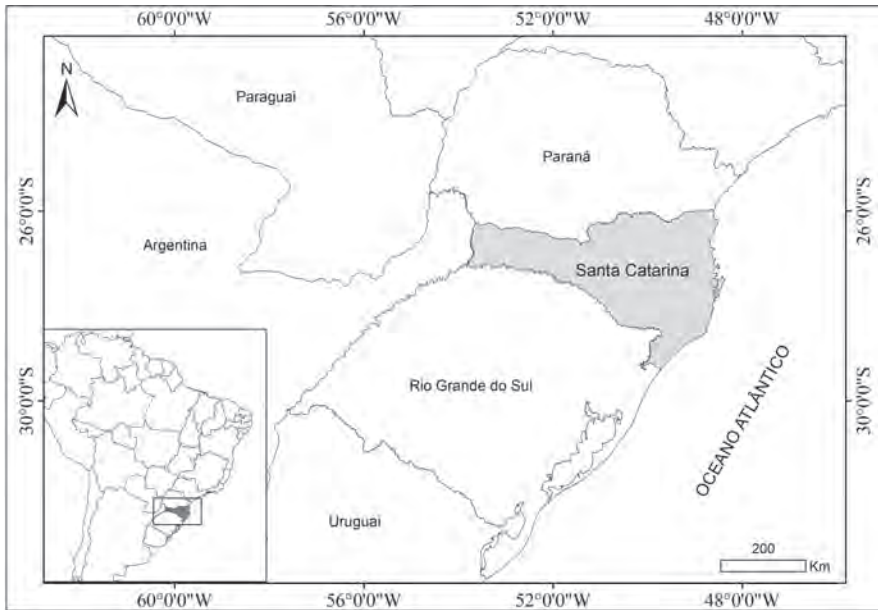 60°0'0"W 56°0'0"W 52°0'0"W 48°0'0"W
N
Paraguai
Paraná
26°0'0"S
26°0'0"S
Argentina
Santa Catarina
Rio Grande do Sul
30°0'0"S
30°0'0"S
OCEANO ATLÂNTICO
Uruguai
200
Km
60°0'0"W 56°0'0"W 52°0'0"W 48°0'0"W